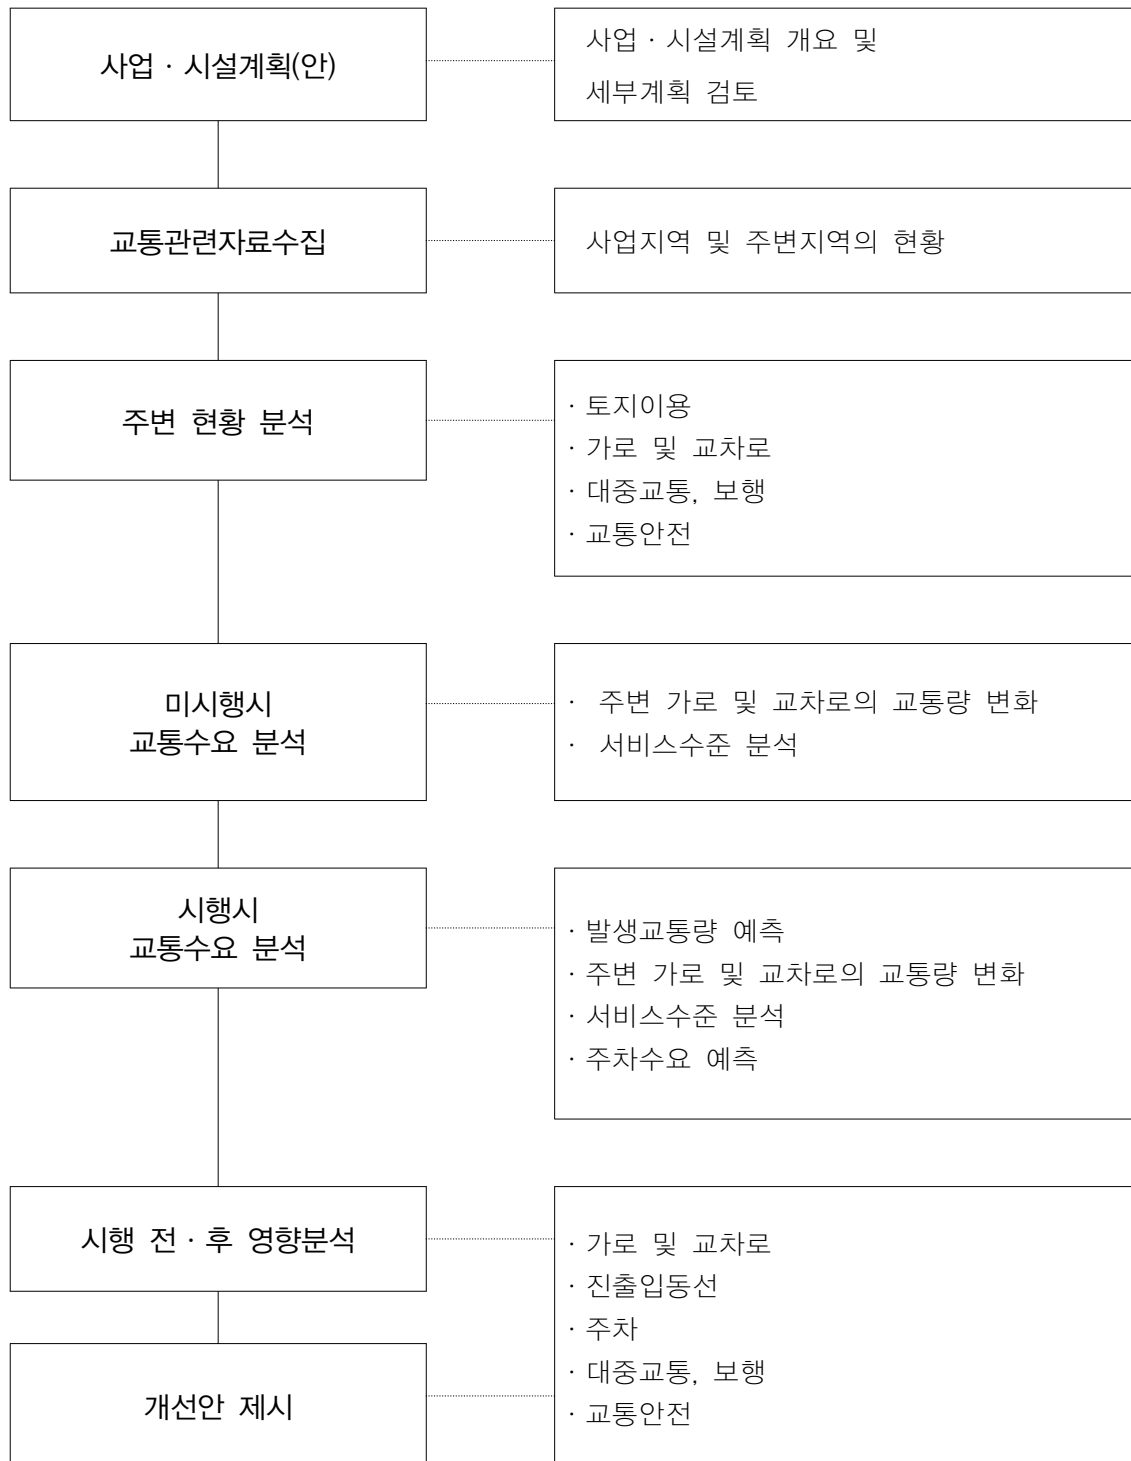 사업 · 시설계획(안)
사업 · 시설계획 개요 및
세부계획 검토
교통관련자료수집
사업지역 및 주변지역의 현황
주변 현황 분석
· 토지이용
· 가로 및 교차로
· 대중교통, 보행
· 교통안전
미시행시
교통수요 분석
· 주변 가로 및 교차로의 교통량 변화
· 서비스수준 분석
시행시
교통수요 분석
· 발생교통량 예측
· 주변 가로 및 교차로의 교통량 변화
· 서비스수준 분석
· 주차수요 예측
시행 전 · 후 영향분석
개선안 제시
· 가로 및 교차로
· 진출입동선
· 주차
· 대중교통, 보행
· 교통안전